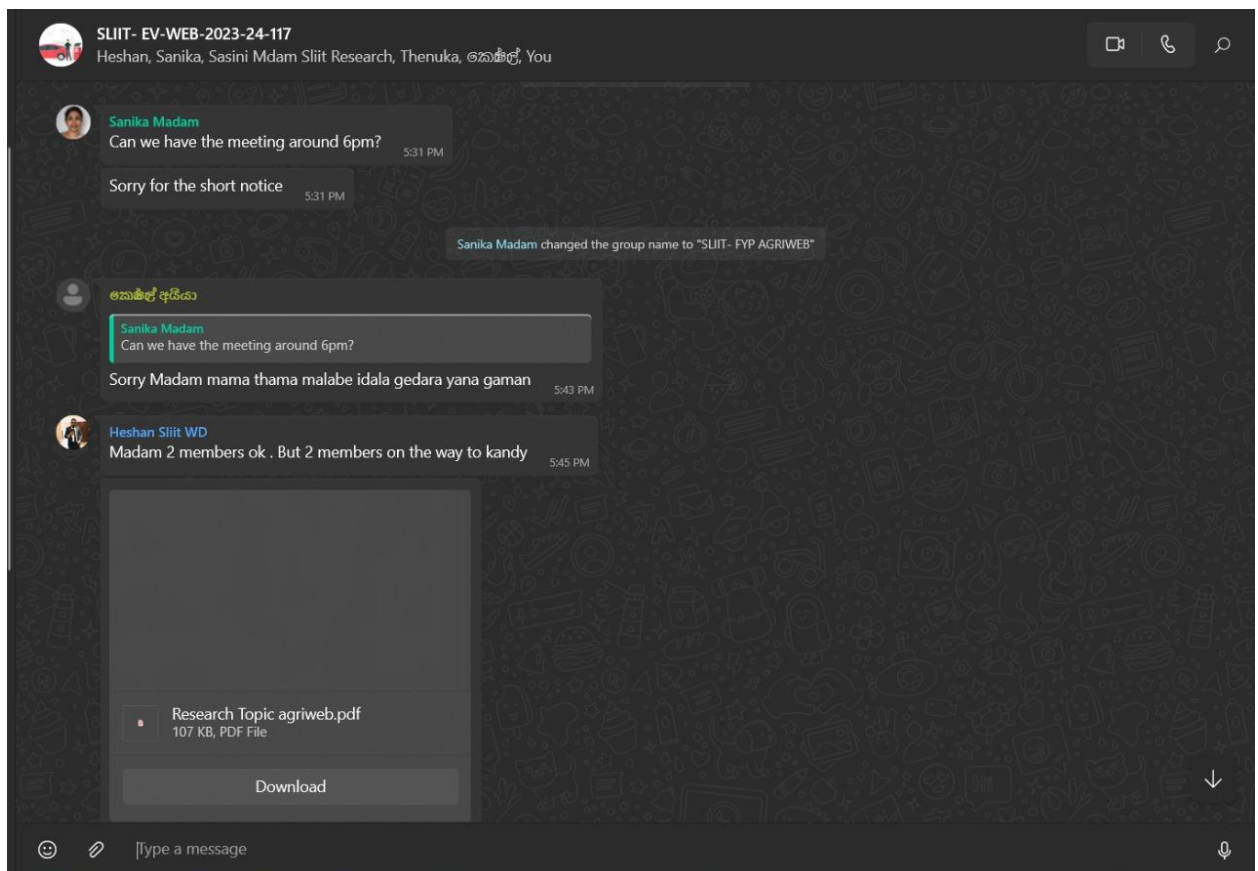 SLIIT- EV-WEB-2023-24-117
Heshan, Sanika, Sasini Mdam Sliit Research, Thenuka, කෞෂල්, You
Sanika Madam
Can we have the meeting around 6pm?
5:31 PM
Sorry for the short notice
5:31 PM
Sanika Madam changed the group name to "SLIIT- FYP AGRIWEB"
අයියා
Sanika Madam
Can we have the meeting around 6pm?
Sorry Madam mama thama malabe idala gedara yana gaman
5:43 PM
Heshan Sliit WD
Madam 2 members ok . But 2 members on the way to kandy
5:45 PM
Research Topic agriweb.pdf
107 KB, PDF File
Download
Type a message